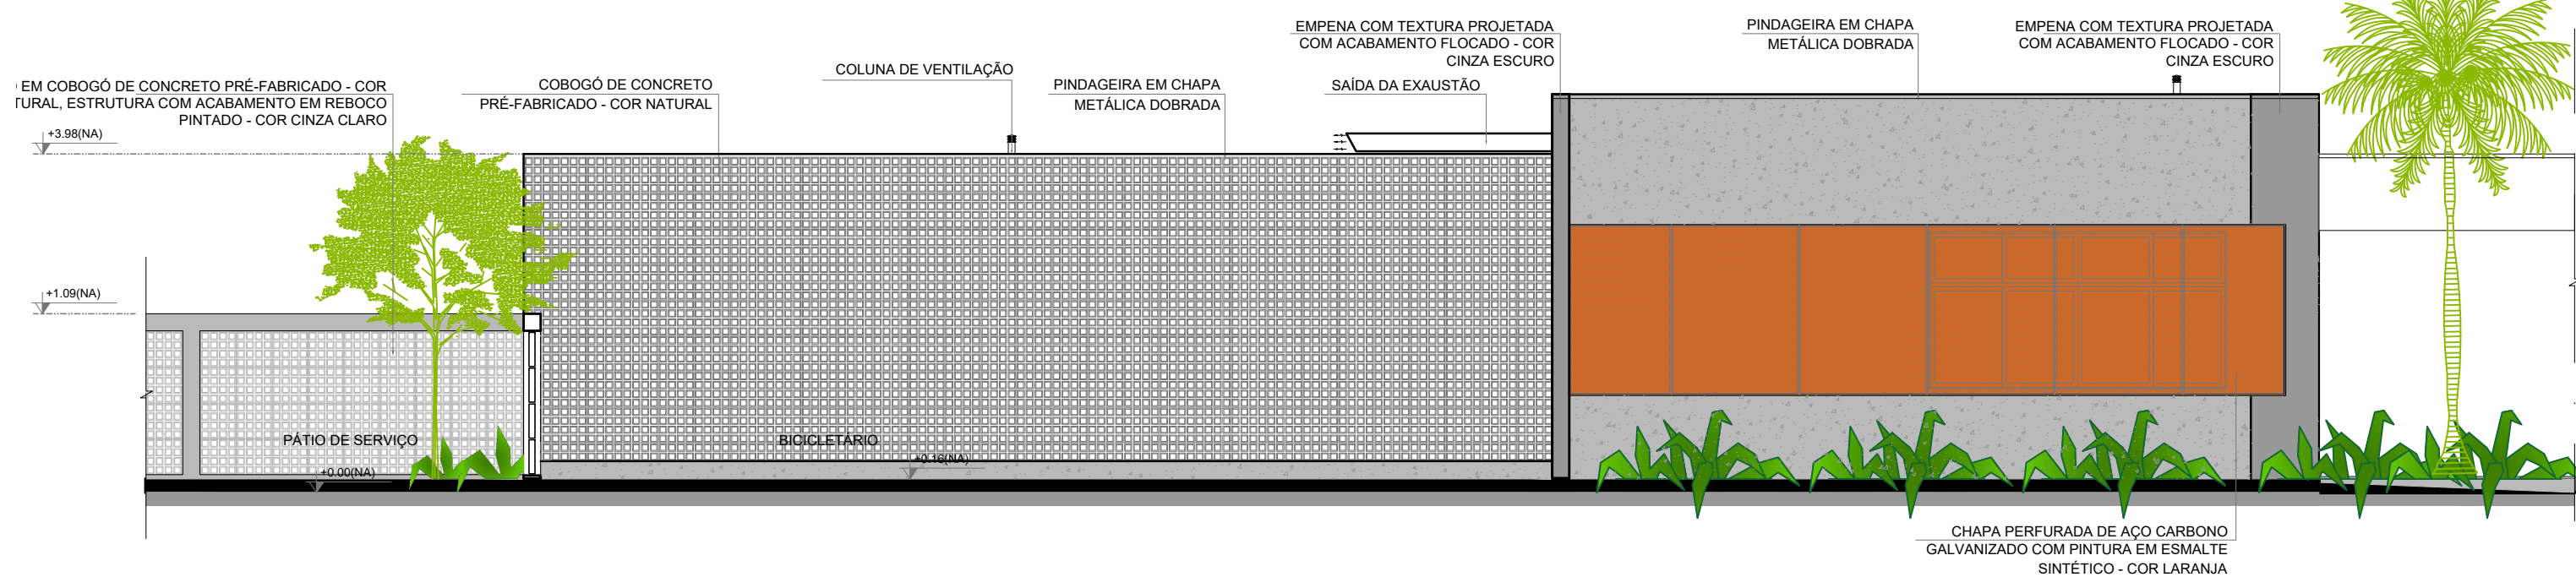 EM COBOGÓ DE CONCRETO PRÉ-FABRICADO - COR
ESTRUTURA COM ACABAMENTO EM REBOCO
PINTADO - COR CINZA CLARO
COBOGÓ DE CONCRETO
PRÉ-FABRICADO - COR NATURAL
COLUNA DE VENTILAÇÃO
PINDAGEIRA EM CHAPA
METÁLICA DOBRADA
EMPENA COM TEXTURA PROJETADA
COM ACABAMENTO FLOCADO - COR
CINZA ESCURO
SAÍDA DA EXAUSTÃO
PINDAGEIRA EM CHAPA
METÁLICA DOBRADA
EMPENA COM TEXTURA PROJETADA
COM ACABAMENTO FLOCADO - COR
CINZA ESCURO
+3.98(NA)
+1.09(NA)
PÁTIO DE SERVIÇO
+0.00(NA)
BICICLETÁRIO
+0.16(NA)
CHAPA PERFURADA DE AÇO CARBONO
GALVANIZADO COM PINTURA EM ESMALTE
SINTÉTICO - COR LARANJA